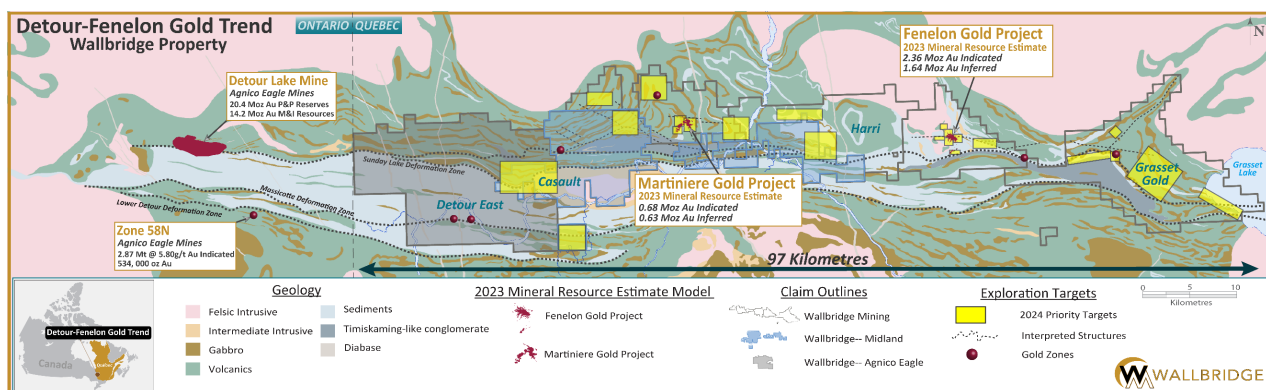 Detour-Fenelon Gold Trend
Wallbridge Property
ONTARIO QUEBEC
N
Fenelon Gold Project
2023 Mineral Resource Estimate
2.36 Moz Au Indicated
1.64 Moz Au Inferred
Detour Lake Mine
Agnico Eagle Mines
20.4 Moz Au P&P Reserves
14.2 Moz Au M&I Resources
Harri
Sunday Lake Deformation Zone
Casault
Martiniere Gold Project
2023 Mineral Resource Estimate
0.68 Moz Au Indicated
0.63 Moz Au Inferred
Grasset
Gold
Grasset
Lake
Massicotte Deformation Zone
Lower Detour Deformation Zone
Detour East
Zone 58N
Agnico Eagle Mines
2.87 Mt @ 5.80g/t Au Indicated
534, 000 oz Au
97 Kilometres
Detour-Fenelon Gold Trend
Canada
Quebec
Geology
Felsic Intrusive
Intermediate Intrusive
Gabbro
Volcanics
Sediments
Timiskaming-like conglomerate
Diabase
2023 Mineral Resource Estimate Model
Fenelon Gold Project
Martiniere Gold Project
Claim Outlines
Wallbridge Mining
Wallbridge-- Midland
Wallbridge-- Agnico Eagle
Exploration Targets
2024 Priority Targets
Interpreted Structures
Gold Zones
0 5 10
Kilometres
WALLBRIDGE